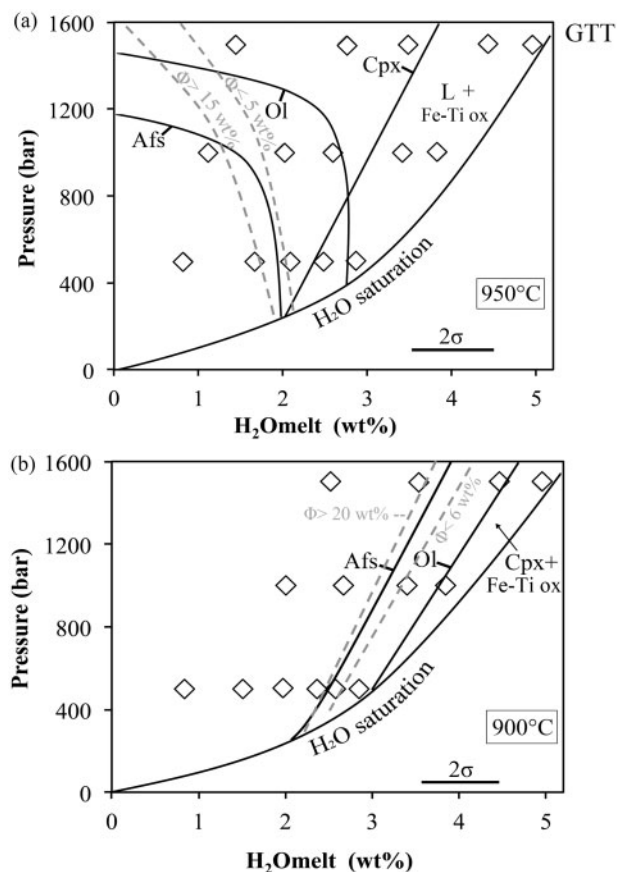 (a)
1600
1200
800
400
0
Pressure (bar)
GTT
Φ> 15 wt%
Φ< 5 wt%
Cpx
Ol
Afs
L +
Fe-Ti ox
H₂O saturation
950°C
2σ
1
2
3
4
5
H₂Omelt (wt%)
(b)
1600
1200
800
400
0
Pressure (bar)
Φ> 20 wt% --
Φ< 6 wt%
Afs
Ol
Cpx+
Fe-Ti ox
H₂O saturation
900°C
2σ
0
1
2
3
4
5
H₂Omelt (wt%)